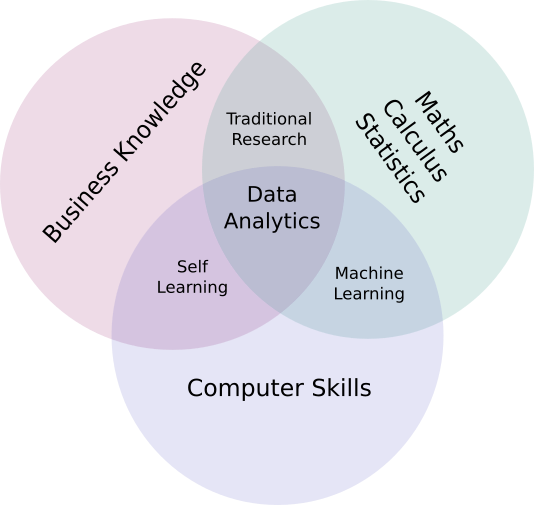 Business Knowledge
Maths
Calculus
Statistics
Traditional
Research
Data
Analytics
Self
Learning
Machine
Learning
Computer Skills